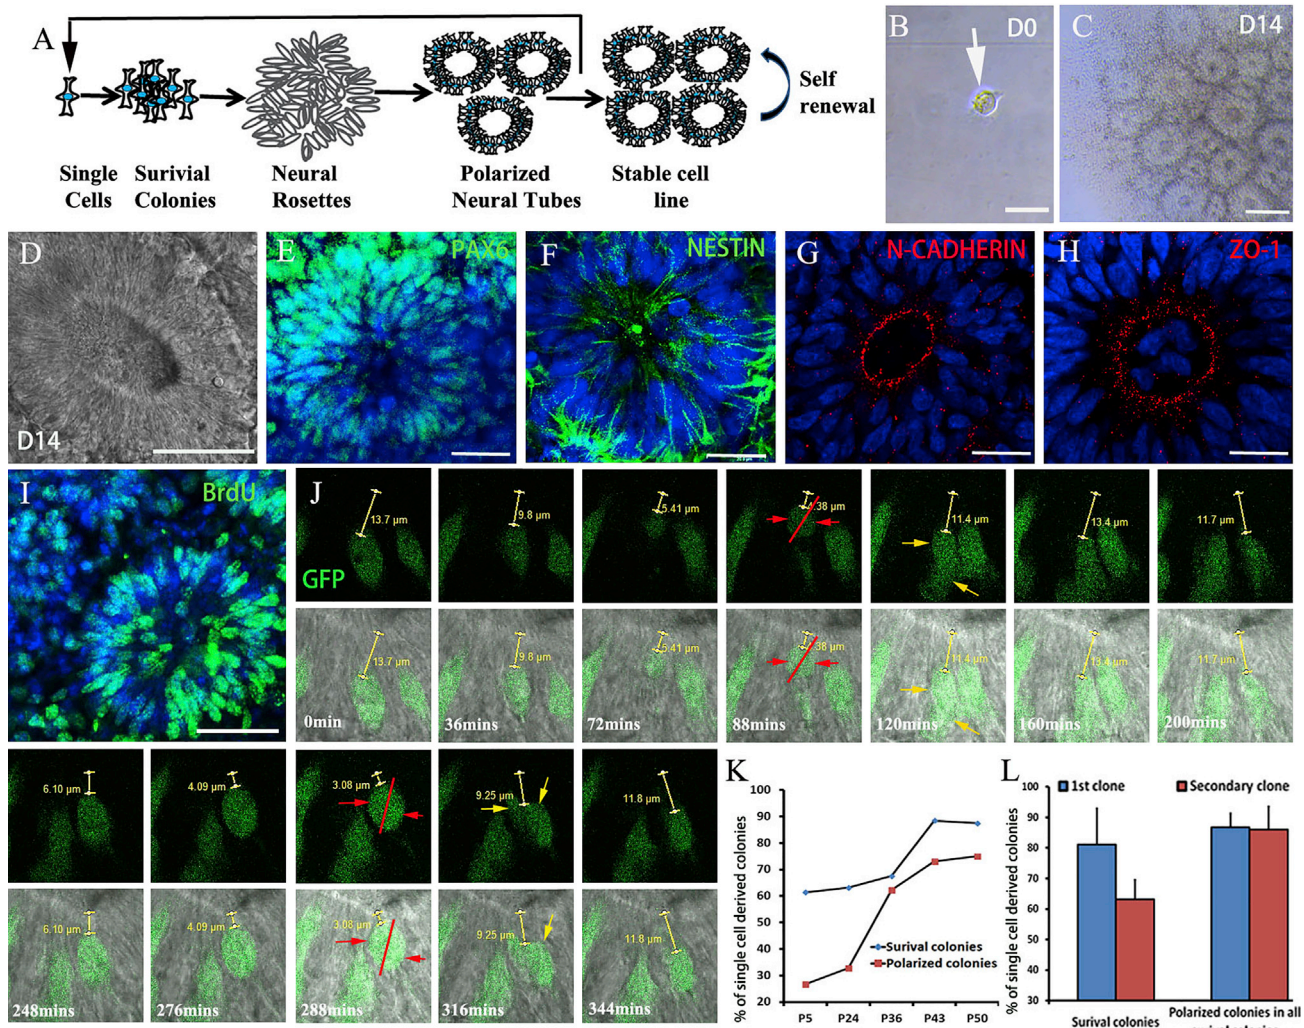 A
Single
Cells
Survial
Colonies
Neural
Rosettes
Polarized
Neural Tubes
Stable cell
line
Self
renewal
B
D0
C
D14
D
D14
E
PAX6
F
NESTIN
G
N-CADHERIN
H
ZO-1
I
BrdU
J
GFP
13.7 µm
9.8 µm
5.41 µm
.38 µm
11.4 µm
13.4 µm
11.7 µm
13.7 µm
9.8 µm
5.41 µm
38 µm
11.4 µm
13.4 µm
11.7 µm
0min
36mins
72mins
88mins
120mins
160mins
200mins
6.10 µm
4.09 µm
3.08 µm
9.25 µm
11.8 µm
6.10 µm
4.09 µm
3.08 µm
9.25 µm
11.8 µm
248mins
276mins
288mins
316mins
344mins
K
% of single cell derived colonies
100
90
80
70
60
50
40
30
20
Surival colonies
Polarized colonies
P5
P24
P36
P43
P50
L
% of single cell derived colonies
100
90
80
70
60
50
40
30
1st clone
Secondary clone
Surival colonies
Polarized colonies in all